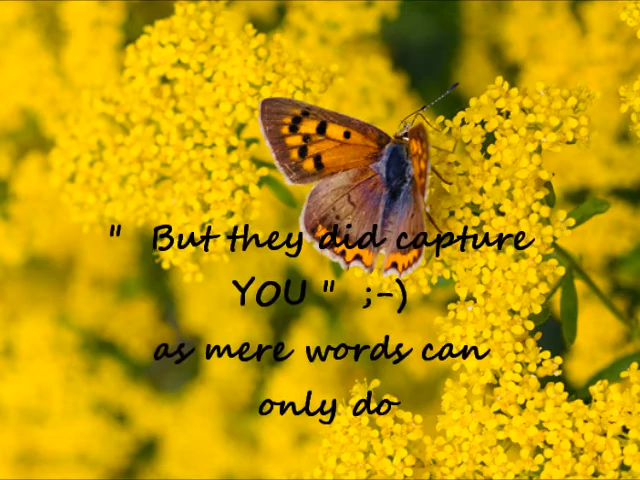 " But they did capture
YOU " ;-)
as mere words can
only do